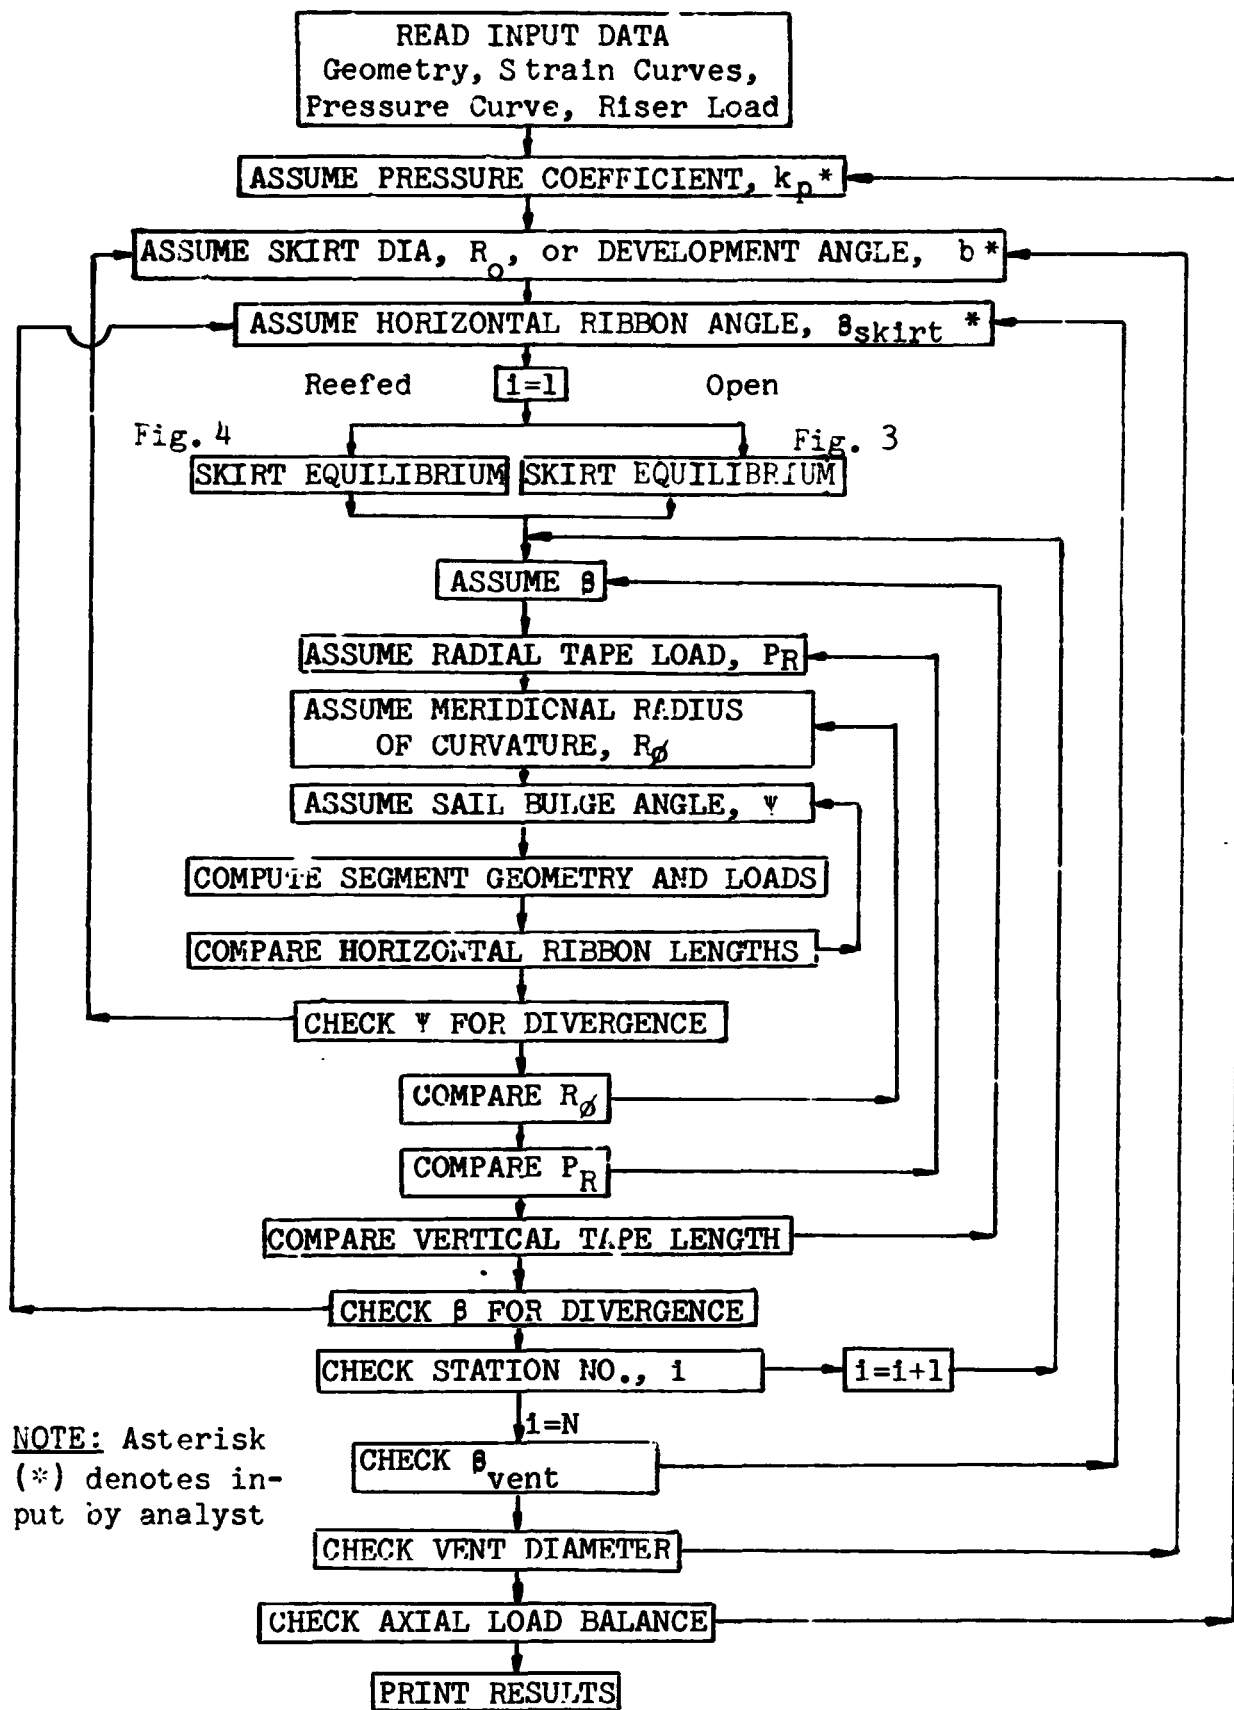 READ INPUT DATA
Geometry, Strain Curves,
Pressure Curve, Riser Load
ASSUME PRESSURE COEFFICIENT, kp*
ASSUME SKIRT DIA, Ro, or DEVELOPMENT ANGLE, b*
ASSUME HORIZONTAL RIBBON ANGLE, βskirt *
Reefed i=1 Open
Fig. 4 Fig. 3
SKIRT EQUILIBRIUM SKIRT EQUILIBRIUM
ASSUME β
ASSUME RADIAL TAPE LOAD, PR
ASSUME MERIDICNAL RADIUS
OF CURVATURE, Rø
ASSUME SAIL BULGE ANGLE, Ψ
COMPUTE SEGMENT GEOMETRY AND LOADS
COMPARE HORIZONTAL RIBBON LENGTHS
CHECK Ψ FOR DIVERGENCE
COMPARE Rø
COMPARE PR
COMPARE VERTICAL TAPE LENGTH
CHECK β FOR DIVERGENCE
CHECK STATION NO., i i=i+1
i=N
NOTE: Asterisk
(*) denotes in-
put by analyst
CHECK βvent
CHECK VENT DIAMETER
CHECK AXIAL LOAD BALANCE
PRINT RESULTS